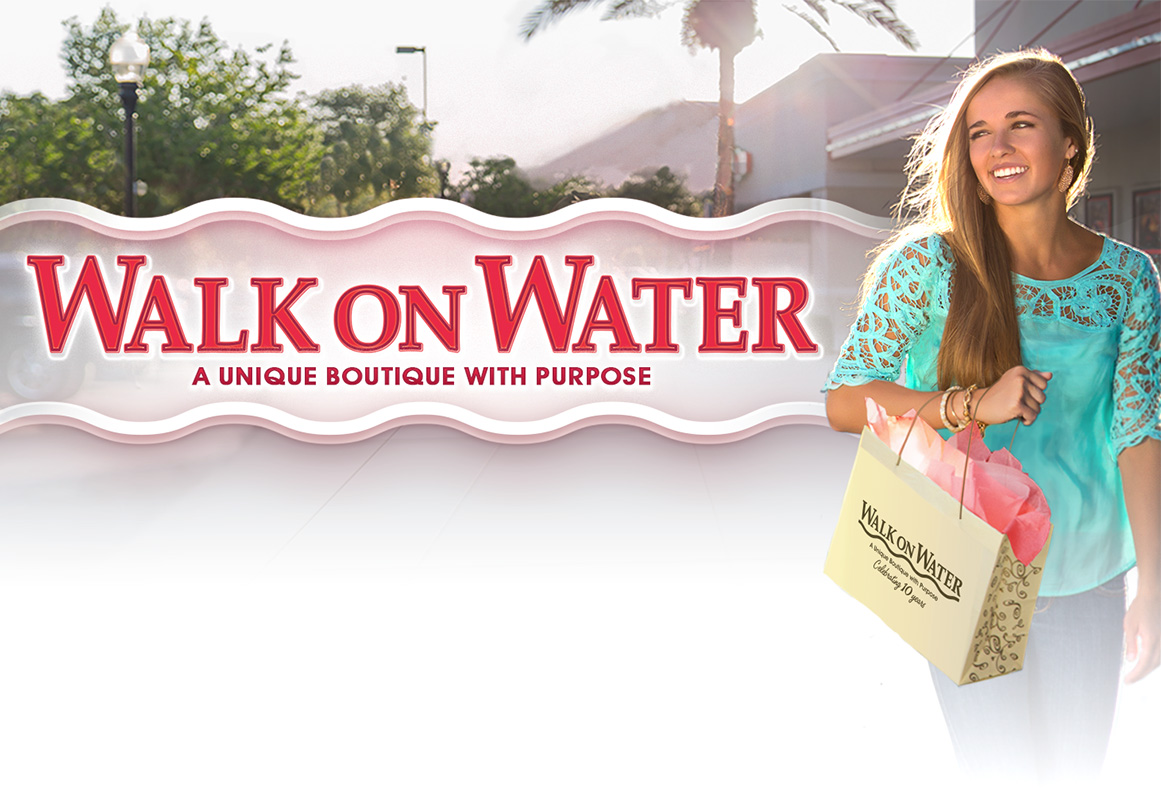 WALK ON WATER
A UNIQUE BOUTIQUE WITH PURPOSE
WALK ON WATER
A Unique Boutique with Purpose
Celebrating 10 years